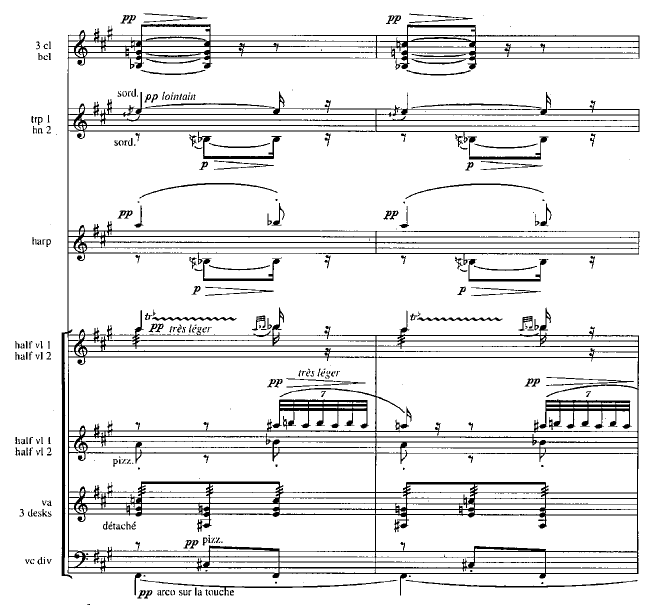 pp pp
3 cl
bcl
sord. pp lointain
trp 1
hn 2
sord.
p p
pp pp
harp
p p
tr tr
pp très léger
half vl 1
half vl 2
très léger
pp pp
7 7
half vl 1
half vl 2
pizz.
va
3 desks
détaché
pp pizz.
vc div
pp arco sur la touche